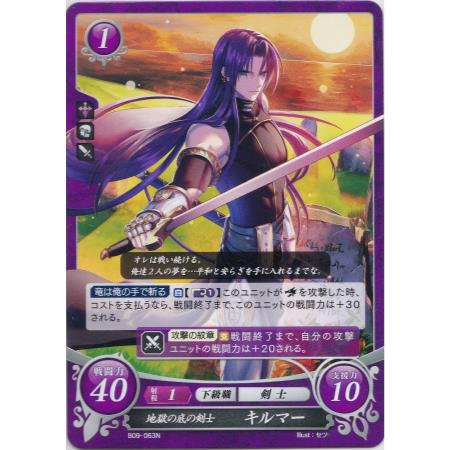 1
オレは戦い続ける。
俺達2人の夢を…平和と安らぎを手に入れるまでな。
竜は俺の手で斬る 自 1 このユニットが を攻撃した時、
コストを支払うなら、戦闘終了まで、このユニットの戦闘力は+30
される。
攻撃の紋章 支 戦闘終了まで、自分の攻撃
ユニットの戦闘力は+20される。
戦闘力
40
射程 1
下級職
剣士
支援力
10
地獄の底の剣士 キルマー
B09-063N
Illust:セツ